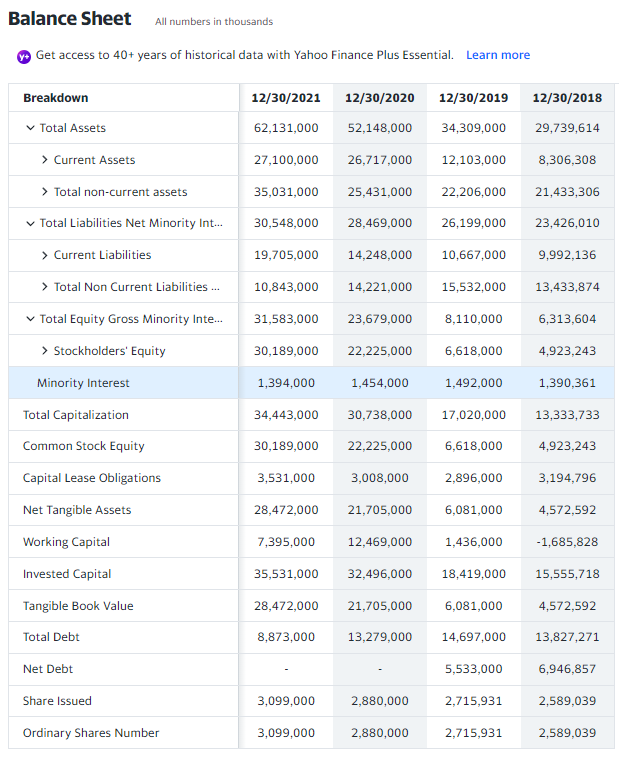 Balance Sheet All numbers in thousands
Y+ Get access to 40+ years of historical data with Yahoo Finance Plus Essential. Learn more
Breakdown 12/30/2021 12/30/2020 12/30/2019 12/30/2018
Total Assets 62,131,000 52,148,000 34,309,000 29,739,614
Current Assets 27,100,000 26,717,000 12,103,000 8,306,308
Total non-current assets 35,031,000 25,431,000 22,206,000 21,433,306
Total Liabilities Net Minority Int... 30,548,000 28,469,000 26,199,000 23,426,010
Current Liabilities 19,705,000 14,248,000 10,667,000 9,992,136
Total Non Current Liabilities ... 10,843,000 14,221,000 15,532,000 13,433,874
Total Equity Gross Minority Inte... 31,583,000 23,679,000 8,110,000 6,313,604
Stockholders' Equity 30,189,000 22,225,000 6,618,000 4,923,243
Minority Interest 1,394,000 1,454,000 1,492,000 1,390,361
Total Capitalization 34,443,000 30,738,000 17,020,000 13,333,733
Common Stock Equity 30,189,000 22,225,000 6,618,000 4,923,243
Capital Lease Obligations 3,531,000 3,008,000 2,896,000 3,194,796
Net Tangible Assets 28,472,000 21,705,000 6,081,000 4,572,592
Working Capital 7,395,000 12,469,000 1,436,000 -1,685,828
Invested Capital 35,531,000 32,496,000 18,419,000 15,555,718
Tangible Book Value 28,472,000 21,705,000 6,081,000 4,572,592
Total Debt 8,873,000 13,279,000 14,697,000 13,827,271
Net Debt - - 5,533,000 6,946,857
Share Issued 3,099,000 2,880,000 2,715,931 2,589,039
Ordinary Shares Number 3,099,000 2,880,000 2,715,931 2,589,039